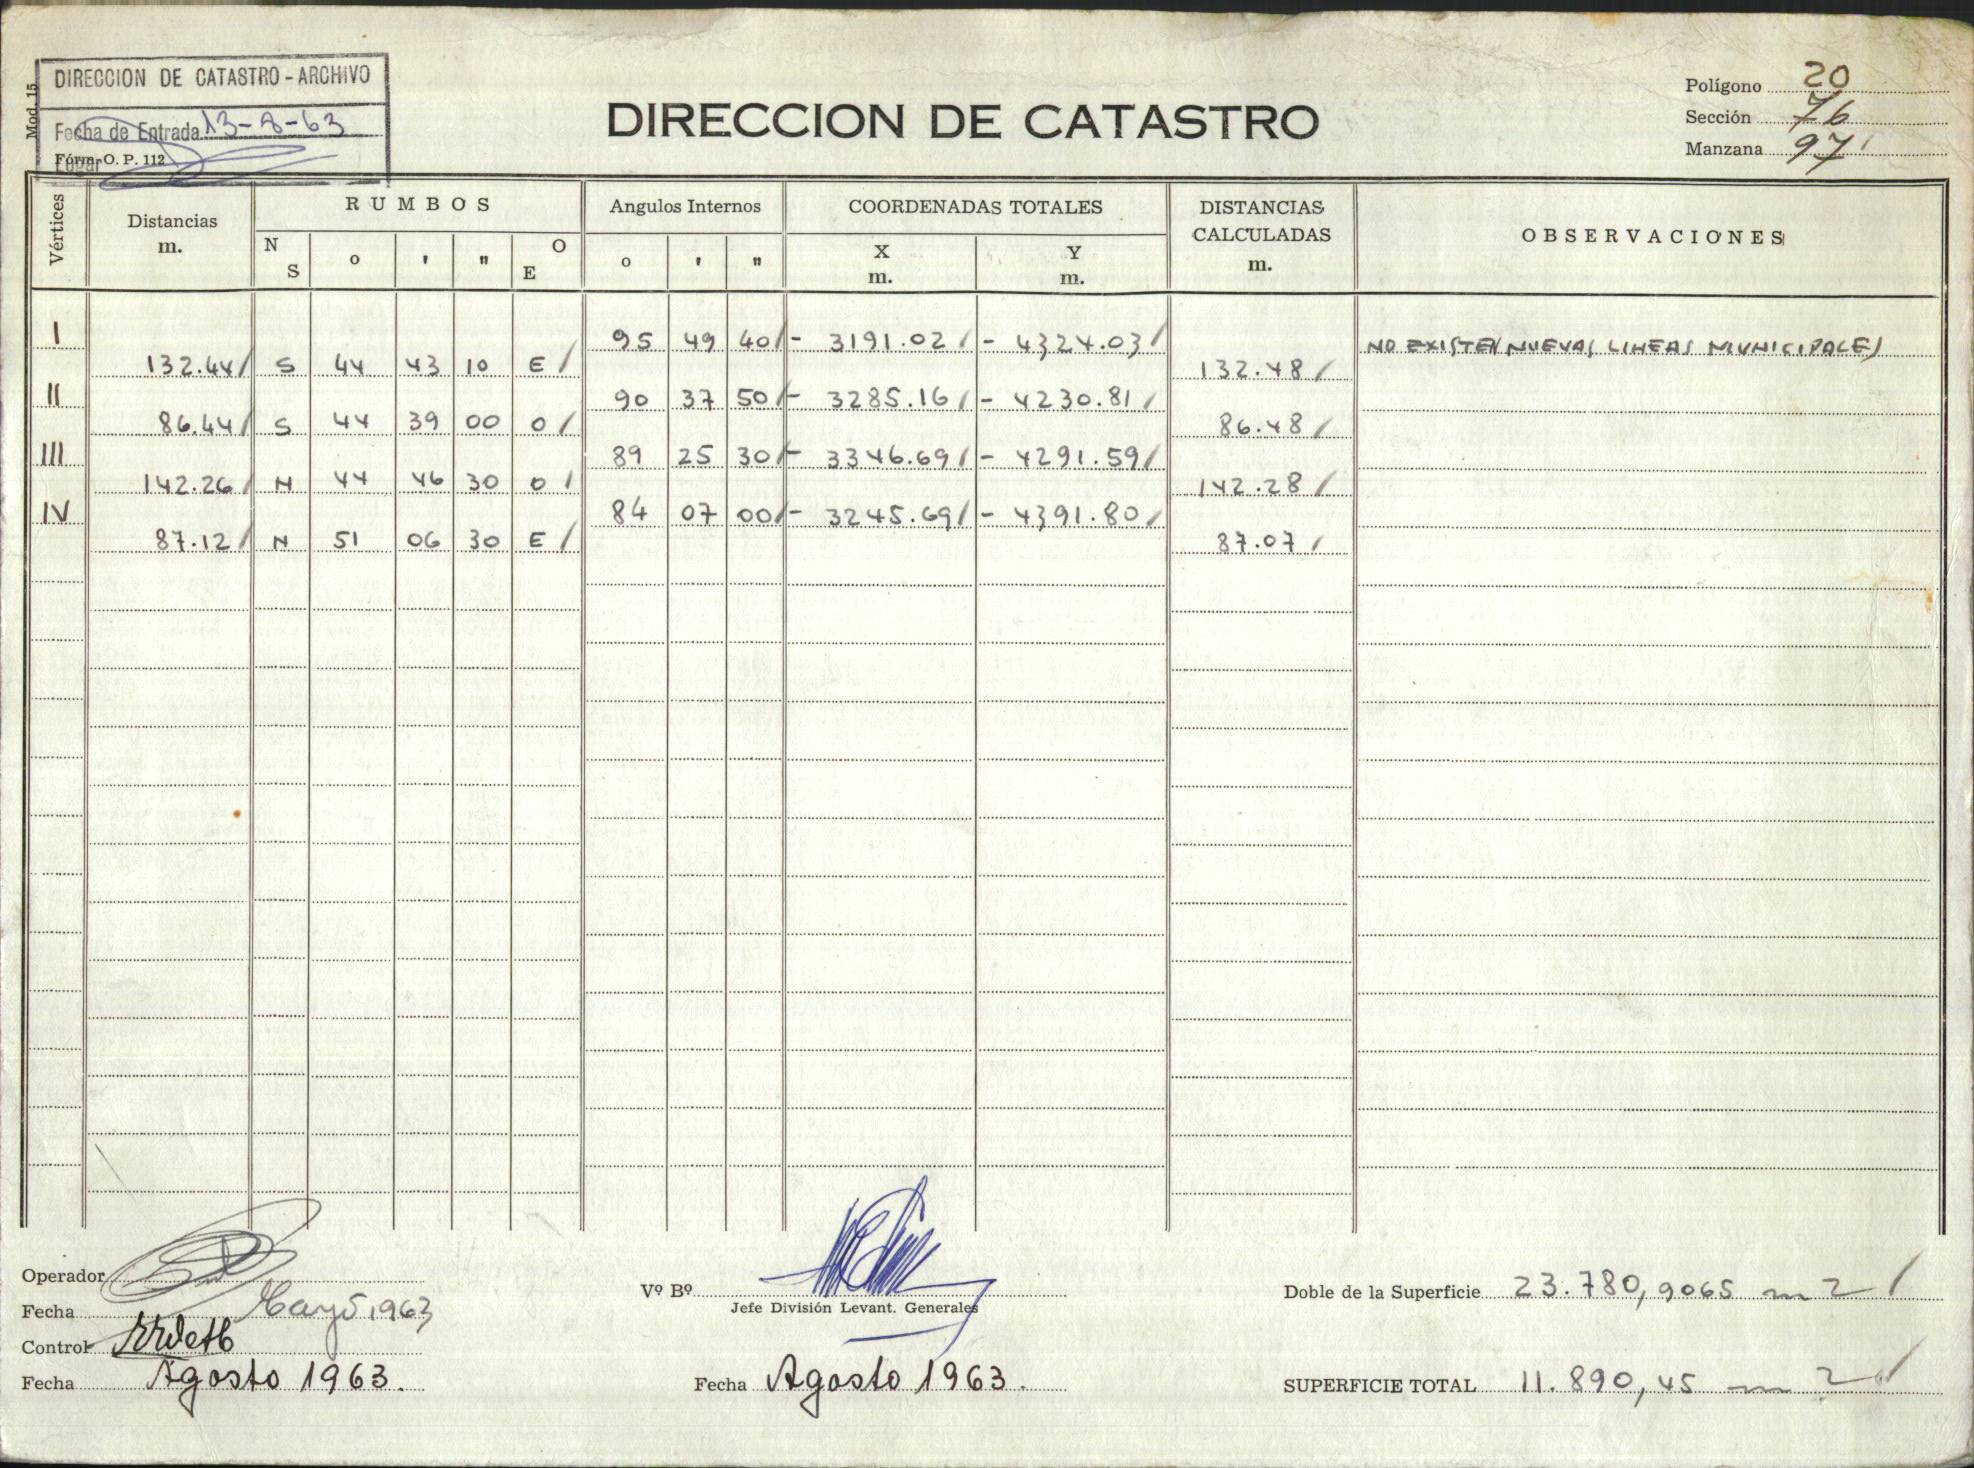 DIRECCION DE CATASTRO - ARCHIVO
Fecha de Entrada 13-8-63
Lugar
Mod. 15
Fórm. O. P. 112
DIRECCION DE CATASTRO
Polígono 20
Sección 76
Manzana 97
Vértices
Distancias
m.
RUMBOS
N S ° ' " O E
Angulos Internos
° ' "
COORDENADAS TOTALES
X m. Y m.
DISTANCIAS CALCULADAS m.
OBSERVACIONES
I 95 49 40 - 3191.02 - 4324.03 NO EXISTEN NUEVAS LINEAS MUNICIPALES
132.44 S 44 43 10 E 132.48
II 90 37 50 - 3285.16 - 4230.81
86.44 S 44 39 00 O 86.48
III 89 25 30 - 3346.69 - 4291.59
142.26 N 44 46 30 O 142.28
IV 84 07 00 - 3245.69 - 4391.80
87.12 N 51 06 30 E 87.07
Operador
Fecha Mayo 1963
Control
Fecha Agosto 1963.
Vº Bº
Jefe División Levant. Generales
Fecha Agosto 1963.
Doble de la Superficie 23.780,9065 m2
SUPERFICIE TOTAL 11.890,45 m2